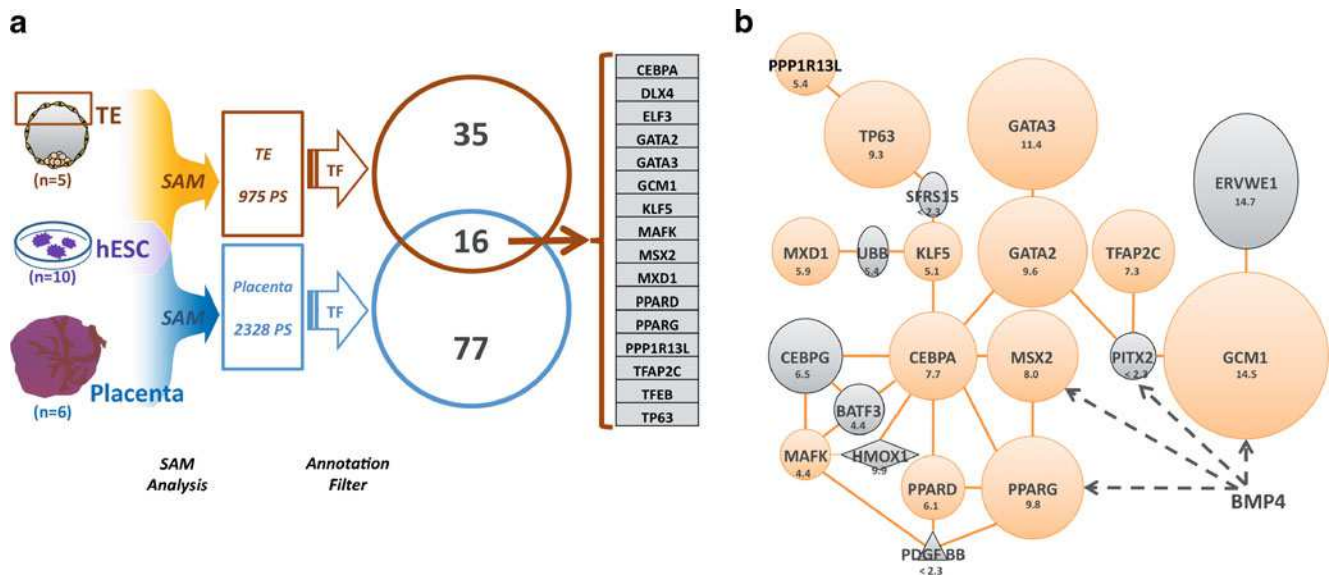 a
TE
(n=5)
hESC
(n=10)
Placenta
(n=6)
SAM
SAM
TE
975 PS
Placenta
2328 PS
TF
TF
35
16
77
SAM
Analysis
Annotation
Filter
CEBPA
DLX4
ELF3
GATA2
GATA3
GCM1
KLF5
MAFK
MSX2
MXD1
PPARD
PPARG
PPP1R13L
TFAP2C
TFEB
TP63
b
PPP1R13L
5.4
TP63
9.3
GATA3
11.4
SFRS15
< 2.3
ERVWE1
14.7
MXD1
5.9
UBB
5.4
KLF5
5.1
GATA2
9.6
TFAP2C
7.3
CEBPG
6.5
CEBPA
7.7
MSX2
8.0
PITX2
< 2.3
GCM1
14.5
BATF3
4.4
MAFK
4.4
HMOX1
9.9
PPARD
6.1
PPARG
9.8
BMP4
PDGF BB
< 2.3